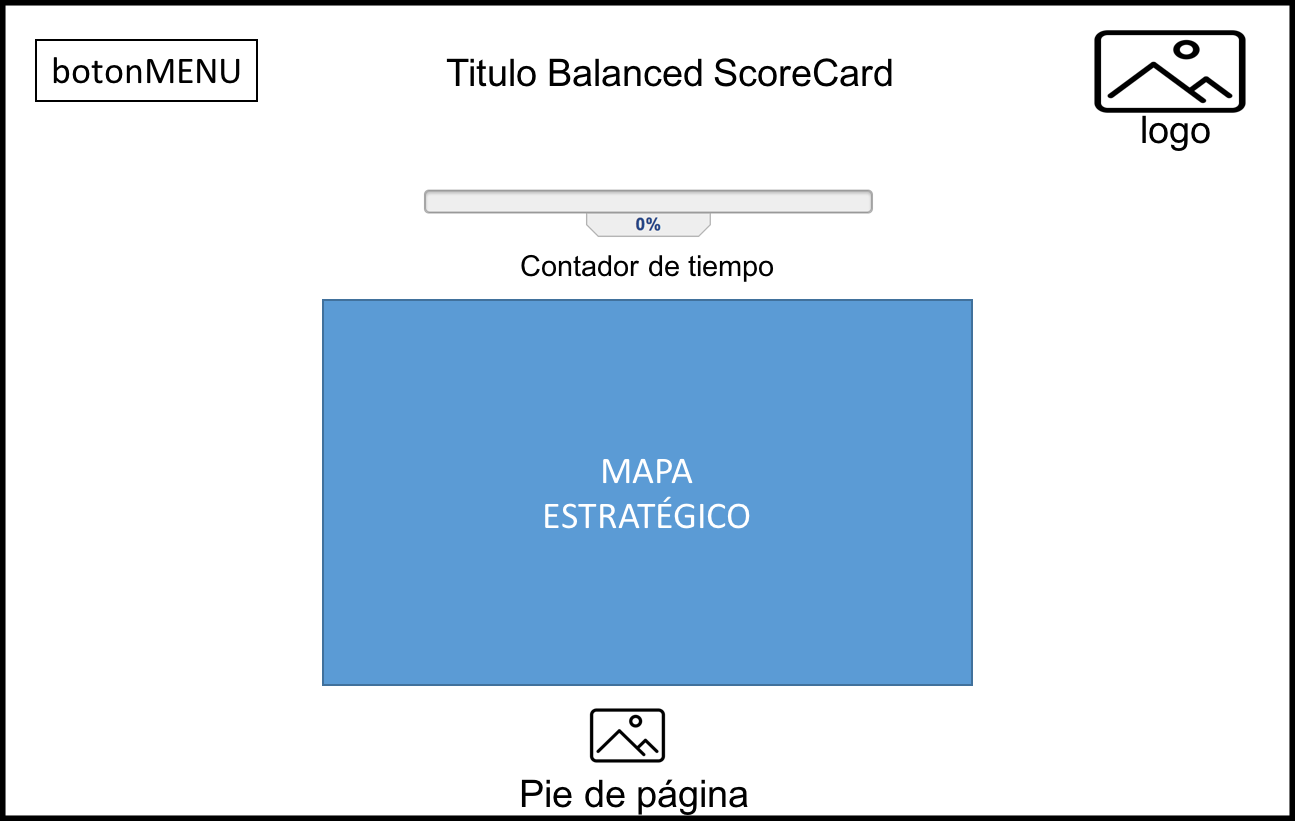 botonMENU
Titulo Balanced ScoreCard
logo
0%
Contador de tiempo
MAPA
ESTRATÉGICO
Pie de página